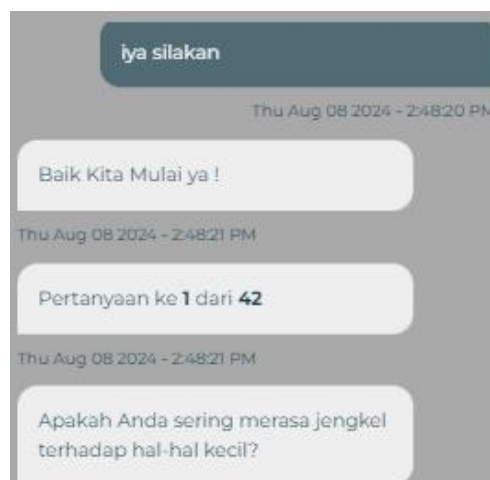 iya silakan
Thu Aug 08 2024 - 2:48:20 PM
Baik Kita Mulai ya !
Thu Aug 08 2024 - 2:48:21 PM
Pertanyaan ke 1 dari 42
Thu Aug 08 2024 - 2:48:21 PM
Apakah Anda sering merasa jengkel
terhadap hal-hal kecil?